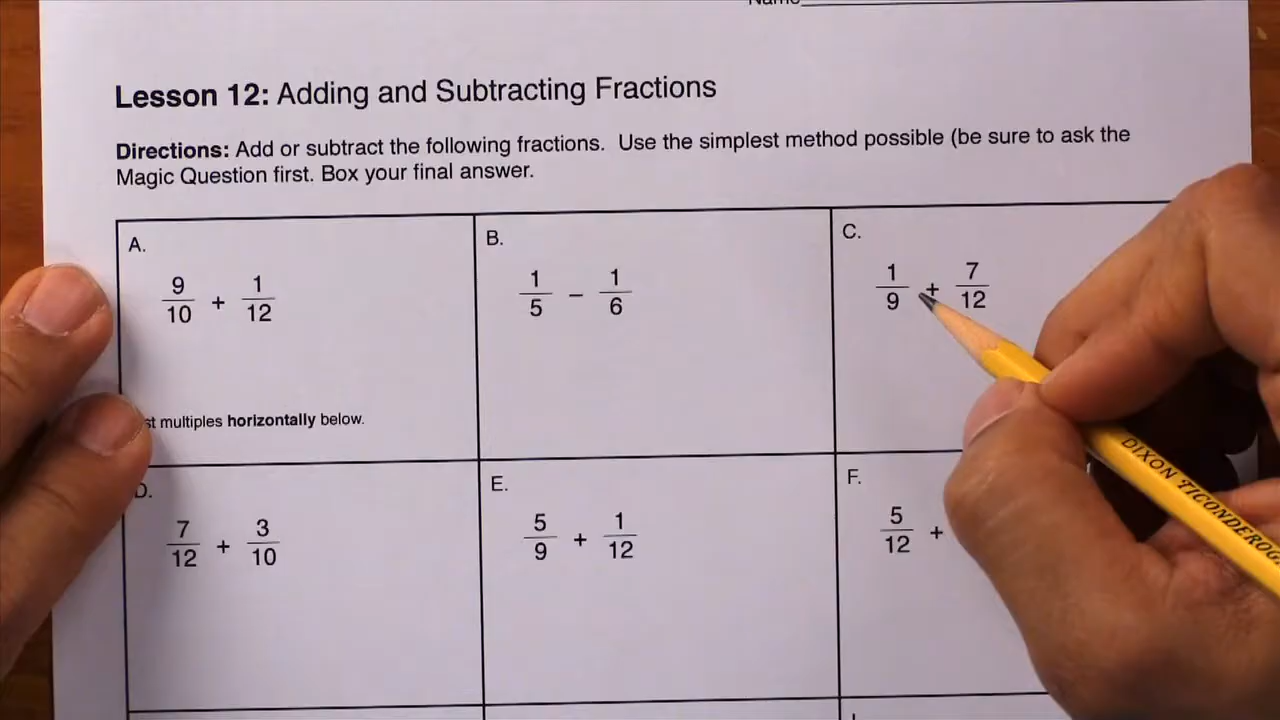 Name
Lesson 12: Adding and Subtracting Fractions
Directions: Add or subtract the following fractions. Use the simplest method possible (be sure to ask the
Magic Question first. Box your final answer.
A.
9/10 + 1/12
multiples horizontally below.
B.
1/5 − 1/6
C.
1/9 + 7/12
D.
7/12 + 3/10
E.
5/9 + 1/12
F.
5/12 +
DIXON TICONDEROG